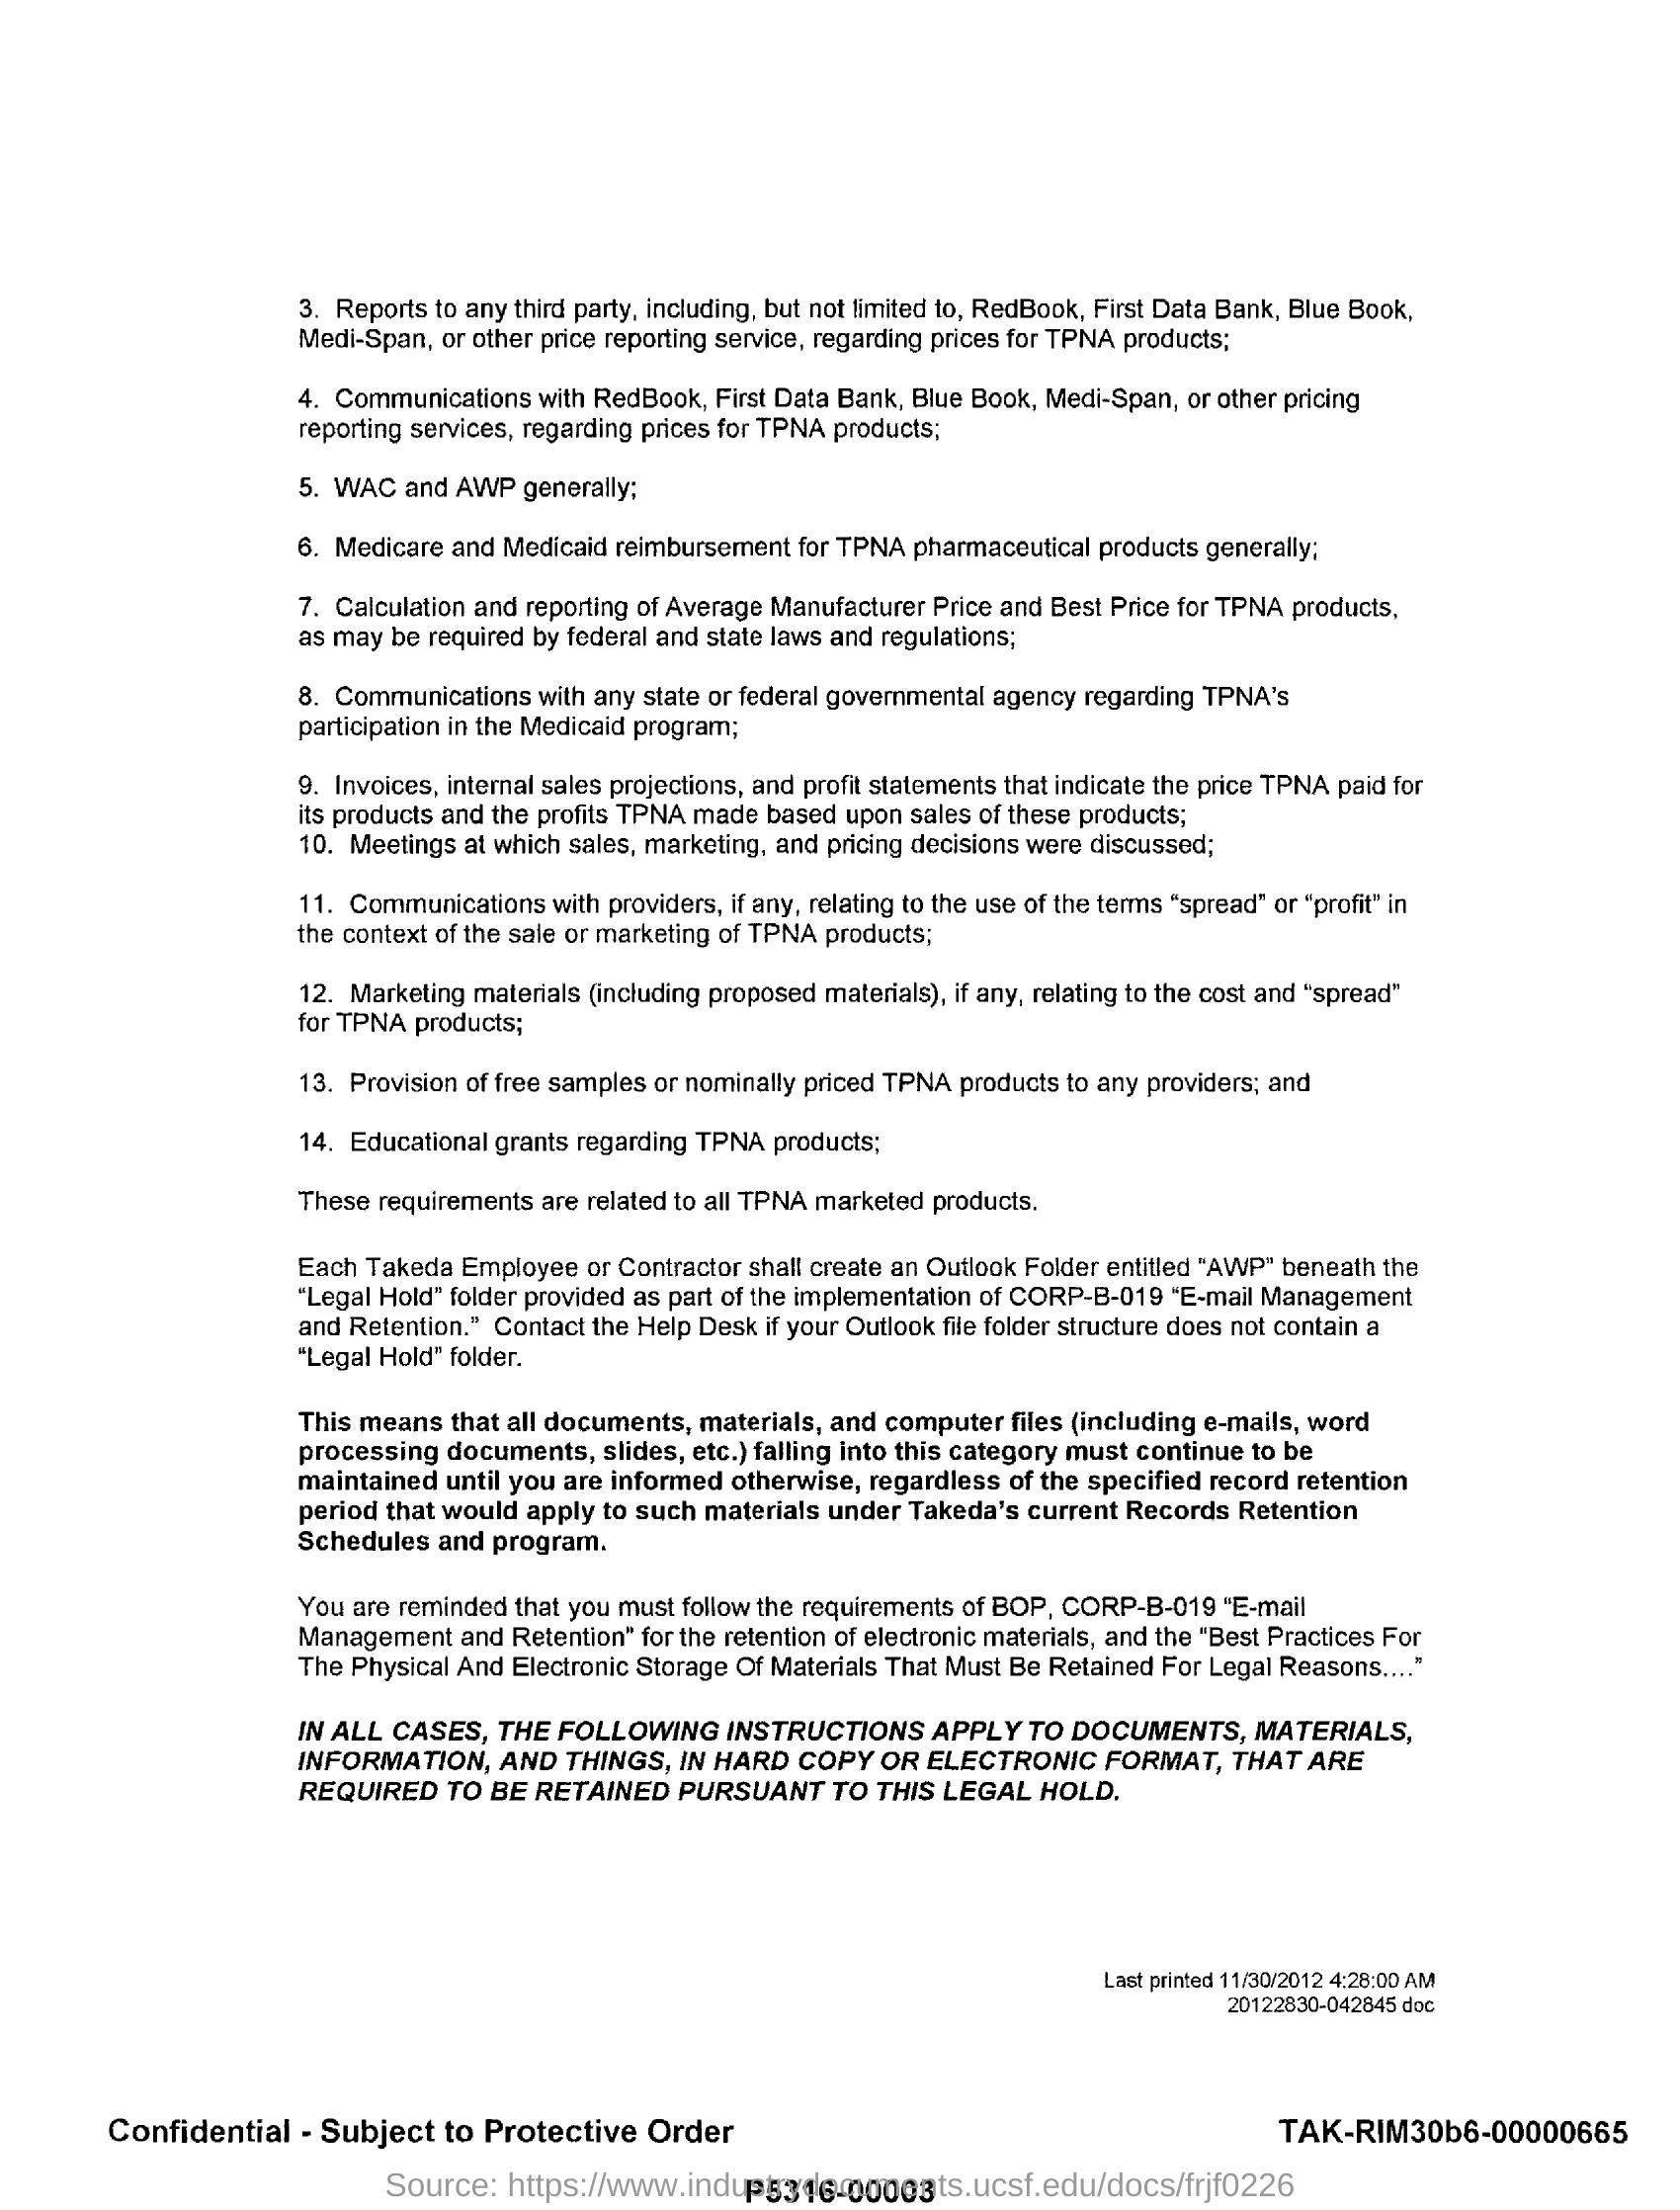 3. Reports to any third party, including, but not limited to, RedBook, First Data Bank, Blue Book,
Medi-Span, or other price reporting service, regarding prices for TPNA products;
4. Communications with RedBook, First Data Bank, Blue Book, Medi-Span, or other pricing
reporting services, regarding prices for TPNA products;
5. WAC and AWP generally;
6. Medicare and Medicaid reimbursement for TPNA pharmaceutical products generally;
7. Calculation and reporting of Average Manufacturer Price and Best Price for TPNA products,
as may be required by federal and state laws and regulations;
8. Communications with any state or federal governmental agency regarding TPNA's
participation in the Medicaid program;
9. Invoices, internal sales projections, and profit statements that indicate the price TPNA paid for
its products and the profits TPNA made based upon sales of these products;
10. Meetings at which sales, marketing, and pricing decisions were discussed;
11. Communications with providers, if any, relating to the use of the terms “spread” or “profit” in
the context of the sale or marketing of TPNA products;
12. Marketing materials (including proposed materials), if any, relating to the cost and “spread”
for TPNA products;
13. Provision of free samples or nominally priced TPNA products to any providers; and
14. Educational grants regarding TPNA products;
These requirements are related to all TPNA marketed products.
Each Takeda Employee or Contractor shall create an Outlook Folder entitled "AWP" beneath the
“Legal Hold” folder provided as part of the implementation of CORP-B-019 “E-mail Management
and Retention.” Contact the Help Desk if your Outlook file folder structure does not contain a
“Legal Hold” folder.
This means that all documents, materials, and computer files (including e-mails, word
processing documents, slides, etc.) falling into this category must continue to be
maintained until you are informed otherwise, regardless of the specified record retention
period that would apply to such materials under Takeda's current Records Retention
Schedules and program.
You are reminded that you must follow the requirements of BOP, CORP-B-019 "E-mail
Management and Retention" for the retention of electronic materials, and the "Best Practices For
The Physical And Electronic Storage Of Materials That Must Be Retained For Legal Reasons....”
IN ALL CASES, THE FOLLOWING INSTRUCTIONS APPLY TO DOCUMENTS, MATERIALS,
INFORMATION, AND THINGS, IN HARD COPY OR ELECTRONIC FORMAT, THAT ARE
REQUIRED TO BE RETAINED PURSUANT TO THIS LEGAL HOLD.
Last printed 11/30/2012 4:28:00 AM
20122830-042845 doc
Confidential - Subject to Protective Order
TAK-RIM30b6-00000665
Source: https://www.industrydocuments.ucsf.edu/docs/frjf0226
P5316-00003